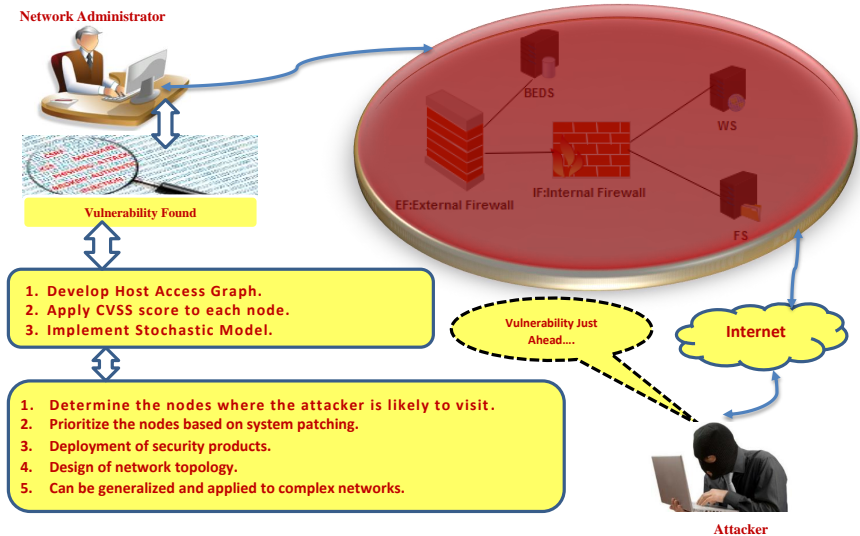 Network Administrator
BEDS
WS
EF:External Firewall
IF:Internal Firewall
FS
MALWARE
Vulnerability Found
1. Develop Host Access Graph.
2. Apply CVSS score to each node.
3. Implement Stochastic Model.
Vulnerability Just
Ahead....
Internet
1. Determine the nodes where the attacker is likely to visit.
2. Prioritize the nodes based on system patching.
3. Deployment of security products.
4. Design of network topology.
5. Can be generalized and applied to complex networks.
Attacker